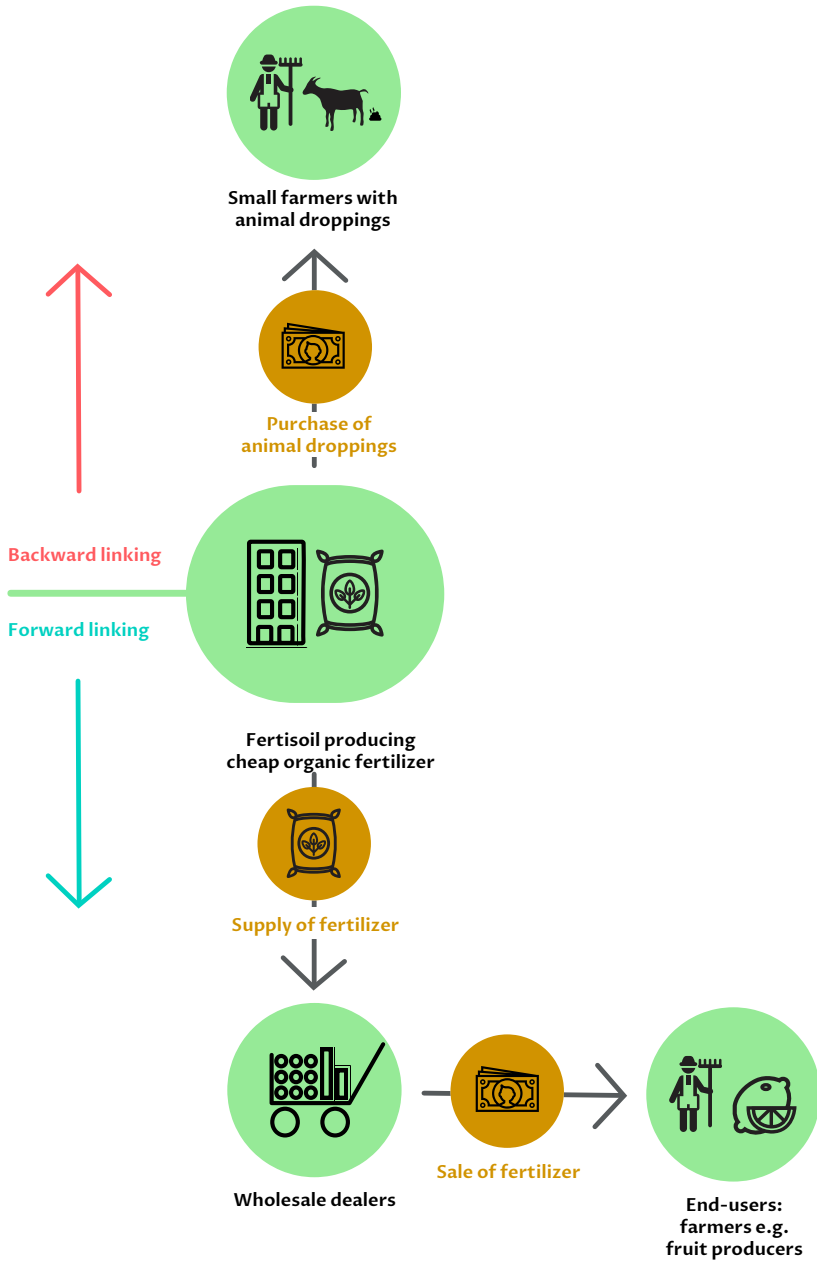 Small farmers with
animal droppings
Purchase of
animal droppings
Backward linking
Forward linking
Fertisoil producing
cheap organic fertilizer
Supply of fertilizer
Wholesale dealers
Sale of fertilizer
End-users:
farmers e.g.
fruit producers